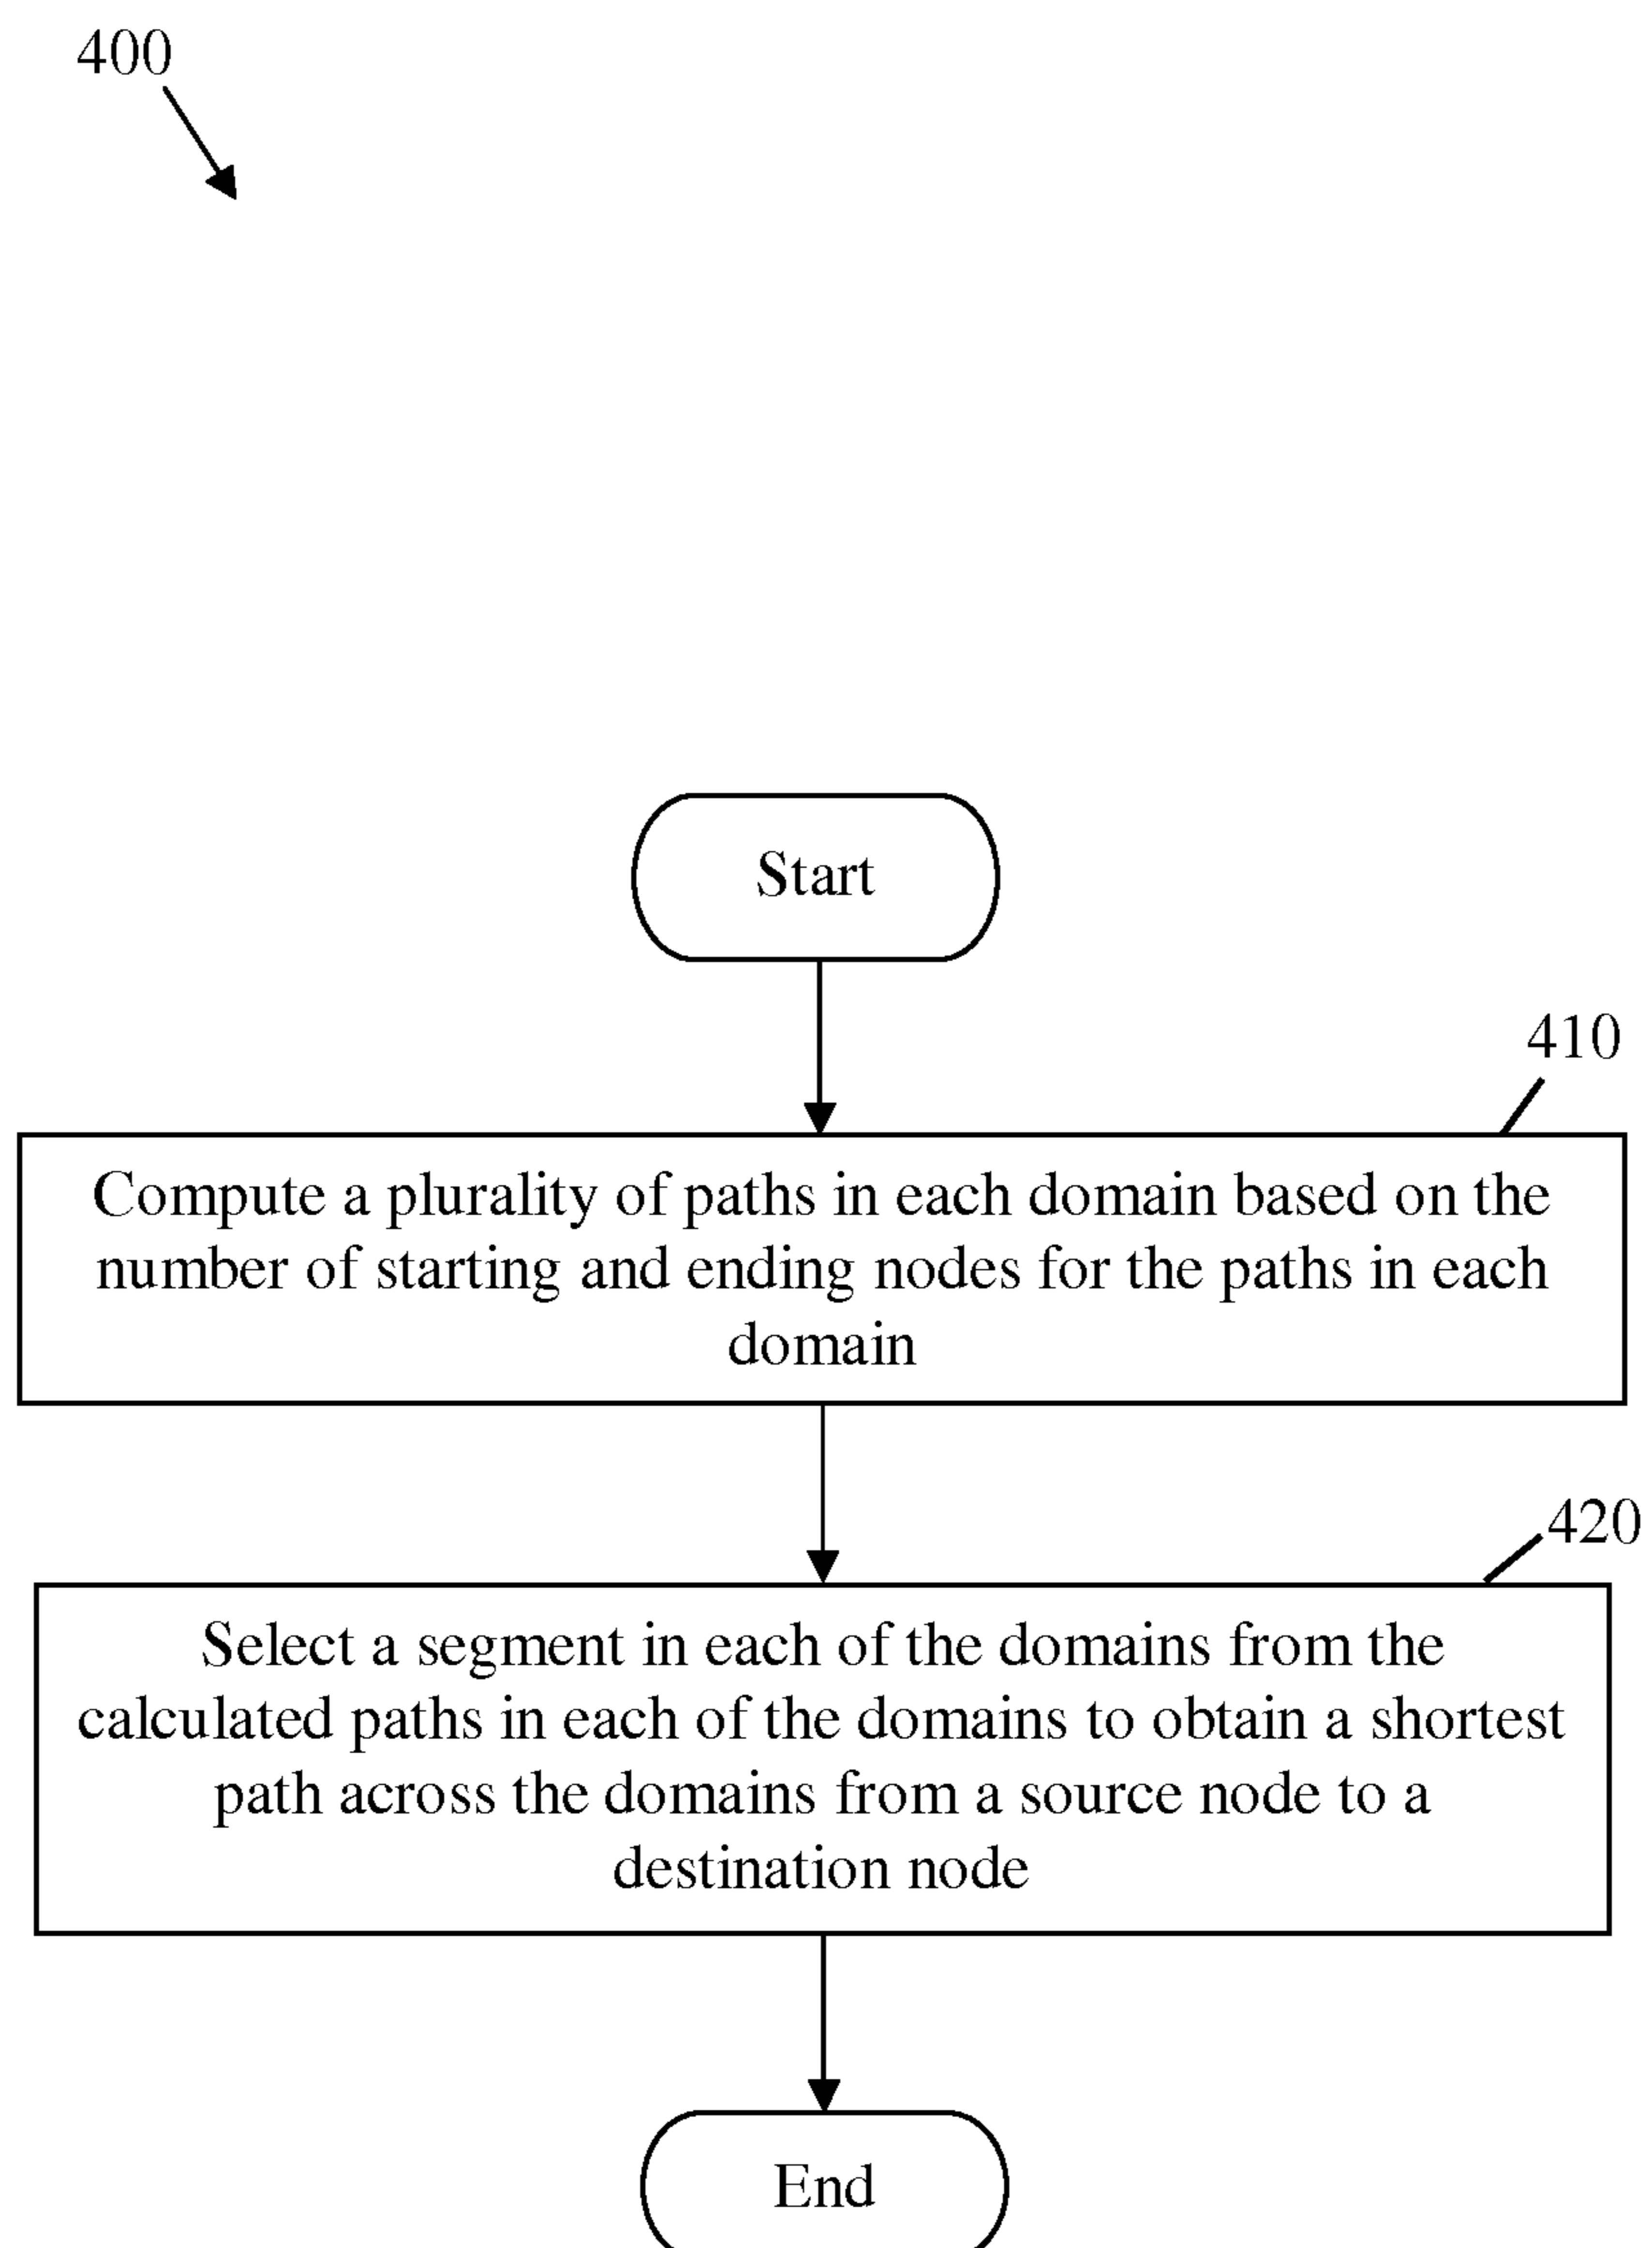 400
Start
410
Compute a plurality of paths in each domain based on the
number of starting and ending nodes for the paths in each
domain
420
Select a segment in each of the domains from the
calculated paths in each of the domains to obtain a shortest
path across the domains from a source node to a
destination node
End